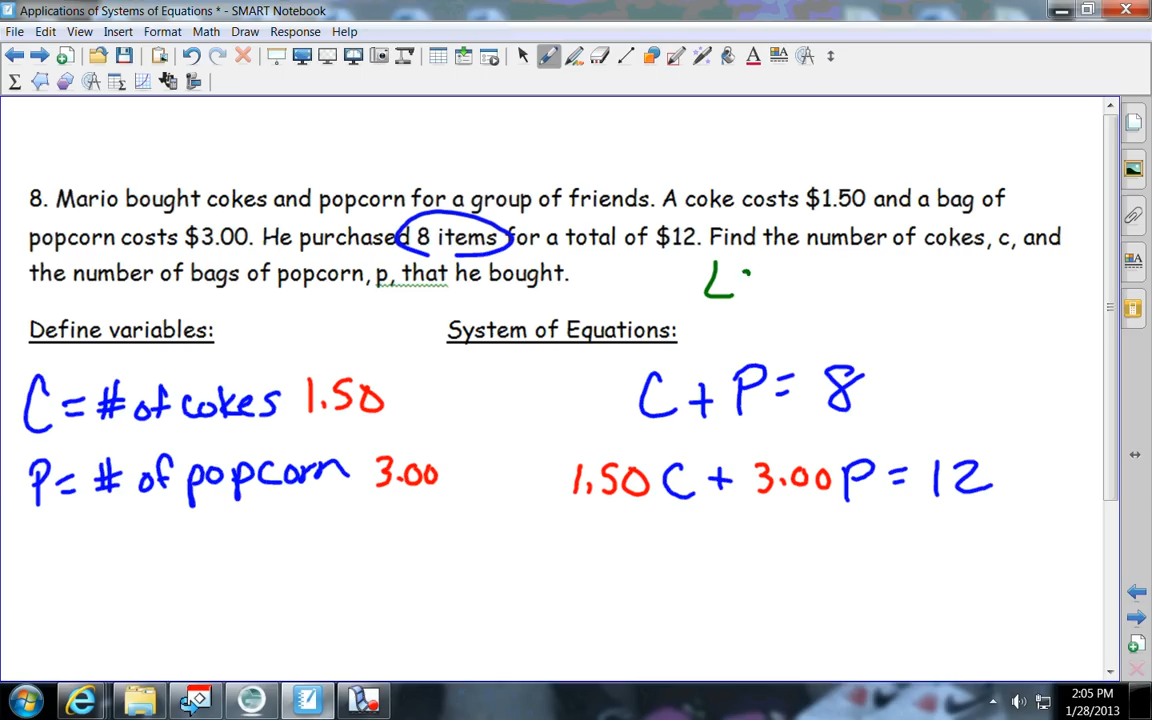 Applications of Systems of Equations * - SMART Notebook
File Edit View Insert Format Math Draw Response Help
8. Mario bought cokes and popcorn for a group of friends. A coke costs $1.50 and a bag of
popcorn costs $3.00. He purchased 8 items for a total of $12. Find the number of cokes, c, and
the number of bags of popcorn, p, that he bought.
Define variables: System of Equations:
C = # of cokes 1.50
C + P = 8
P = # of popcorn 3.00
1.50 C + 3.00 P = 12
2:05 PM
1/28/2013